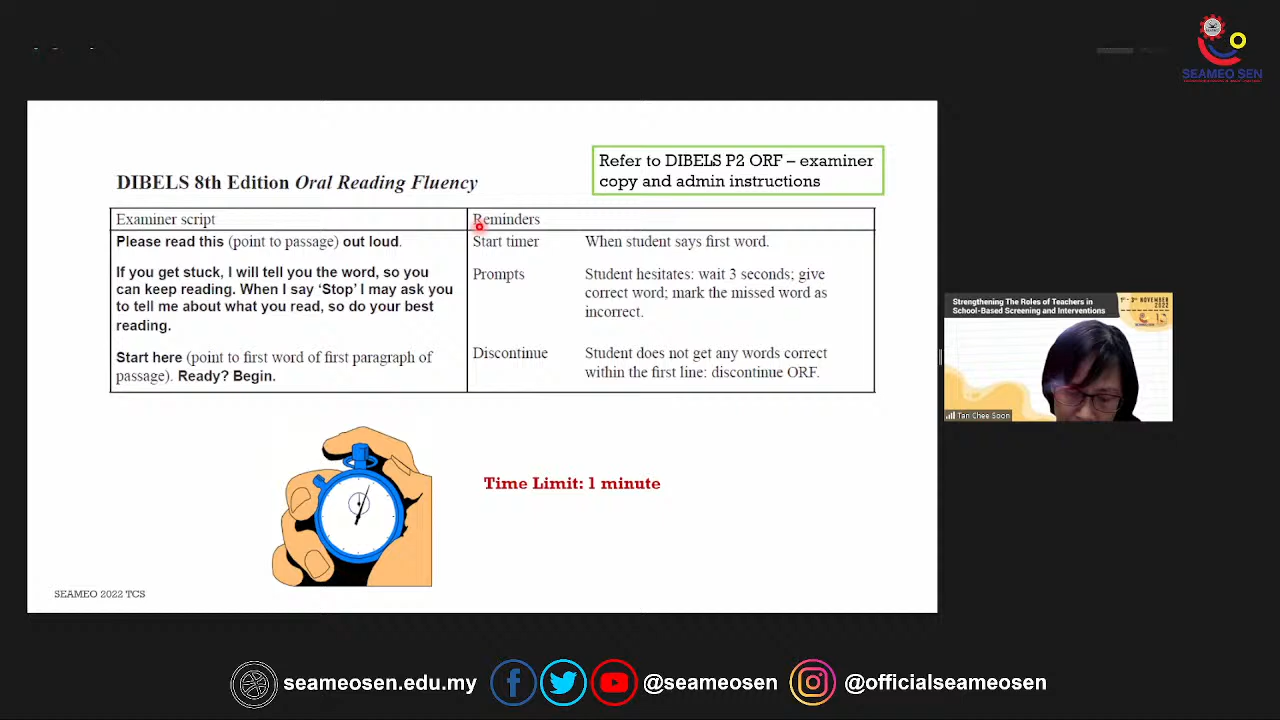 SEAMEO SEN
Refer to DIBELS P2 ORF – examiner
copy and admin instructions
DIBELS 8th Edition Oral Reading Fluency
Examiner script
Reminders
Please read this (point to passage) out loud.
If you get stuck, I will tell you the word, so you
can keep reading. When I say ‘Stop’ I may ask you
to tell me about what you read, so do your best
reading.
Start here (point to first word of first paragraph of
passage). Ready? Begin.
Start timer
When student says first word.
Prompts
Student hesitates: wait 3 seconds; give
correct word; mark the missed word as
incorrect.
Discontinue
Student does not get any words correct
within the first line: discontinue ORF.
Time Limit: 1 minute
SEAMEO 2022 TCS
Strengthening The Roles of Teachers in
School-Based Screening and Interventions
1st - 3rd NOVEMBER
2022
Tan Chee Soon
seameosen.edu.my
@seameosen
@officialseameosen